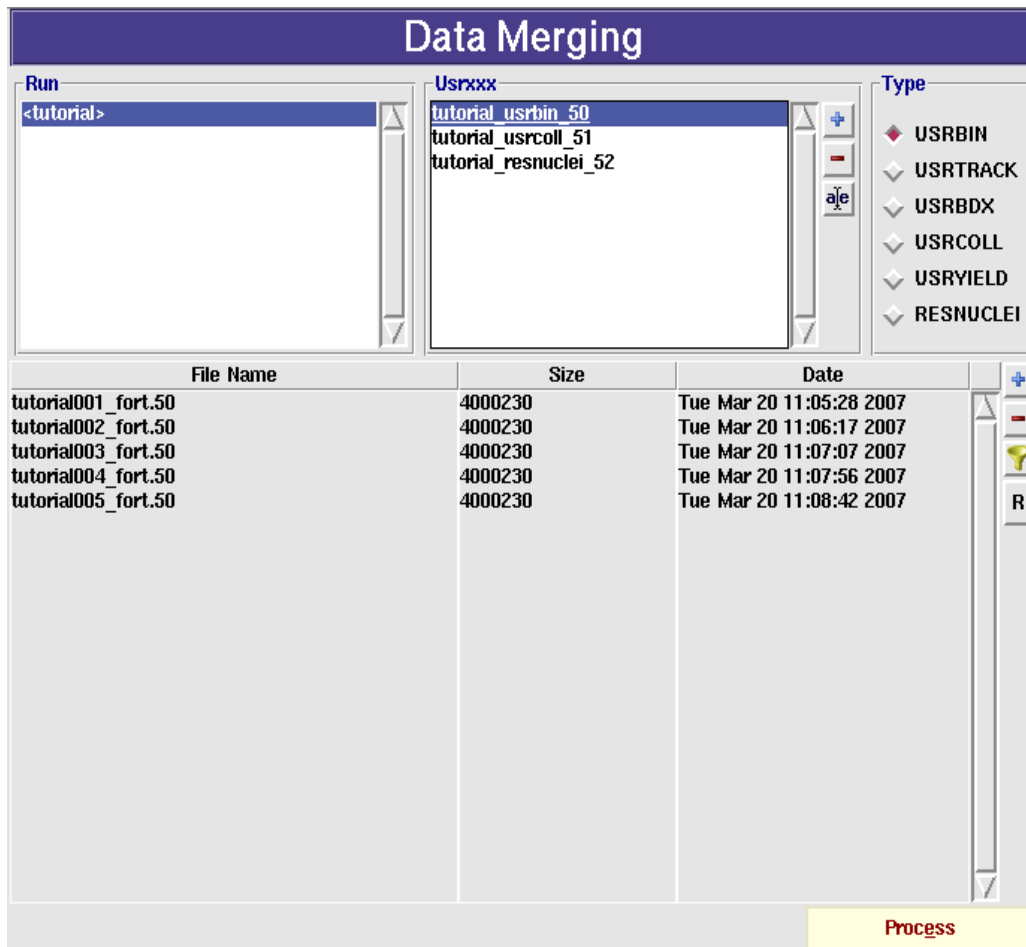 Data Merging
Run
<tutorial>
Usrxxx
tutorial_usrbin_50
tutorial_usrcoll_51
tutorial_resnuclei_52
a|e
Type
USRBIN
USRTRACK
USRBDX
USRCOLL
USRYIELD
RESNUCLEI
File Name Size Date
tutorial001_fort.50 4000230 Tue Mar 20 11:05:28 2007
tutorial002_fort.50 4000230 Tue Mar 20 11:06:17 2007
tutorial003_fort.50 4000230 Tue Mar 20 11:07:07 2007
tutorial004_fort.50 4000230 Tue Mar 20 11:07:56 2007
tutorial005_fort.50 4000230 Tue Mar 20 11:08:42 2007
R
Process